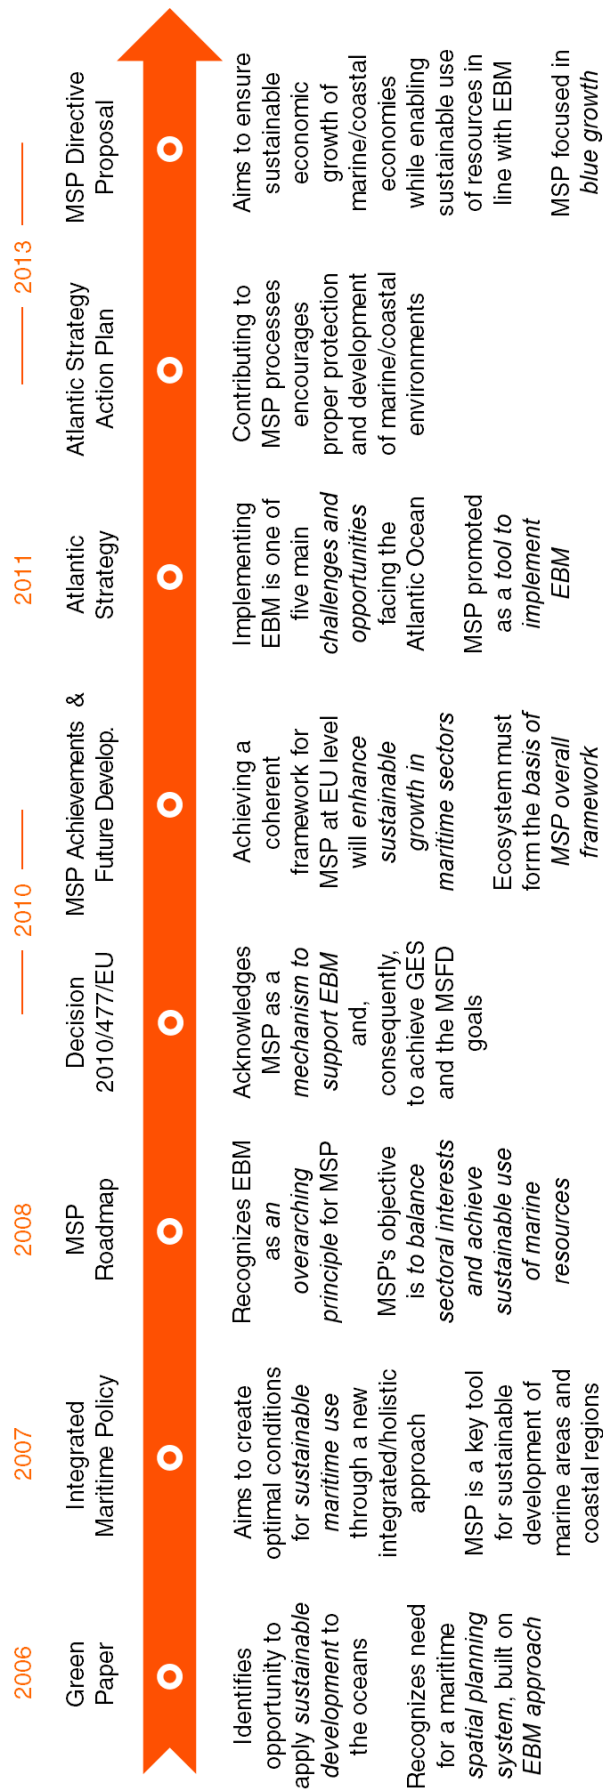 2006
Green
Paper
Identifies
opportunity to
apply sustainable
development to
the oceans
Recognizes need
for a maritime
spatial planning
system, built on
EBM approach
2007
Integrated
Maritime Policy
Aims to create
optimal conditions
for sustainable
maritime use
through a new
integrated/holistic
approach
MSP is a key tool
for sustainable
development of
marine areas and
coastal regions
2008
MSP
Roadmap
Recognizes EBM
as an
overarching
principle for MSP
MSP's objective
is to balance
sectoral interests
and achieve
sustainable use
of marine
resources
2010
Decision
2010/477/EU
Acknowledges
MSP as a
mechanism to
support EBM
and,
consequently,
to achieve GES
and the MSFD
goals
MSP Achievements &
Future Develop.
Achieving a
coherent
framework for
MSP at EU level
will enhance
sustainable
growth in
maritime sectors
Ecosystem must
form the basis of
MSP overall
framework
2011
Atlantic
Strategy
Implementing
EBM is one of
five main
challenges and
opportunities
facing the
Atlantic Ocean
MSP promoted
as a tool to
implement
EBM
2013
Atlantic Strategy
Action Plan
Contributing to
MSP processes
encourages
proper protection
and development
of marine/coastal
environments
MSP Directive
Proposal
Aims to ensure
sustainable
economic
growth of
marine/coastal
economies
while enabling
sustainable use
of resources in
line with EBM
MSP focused in
blue growth